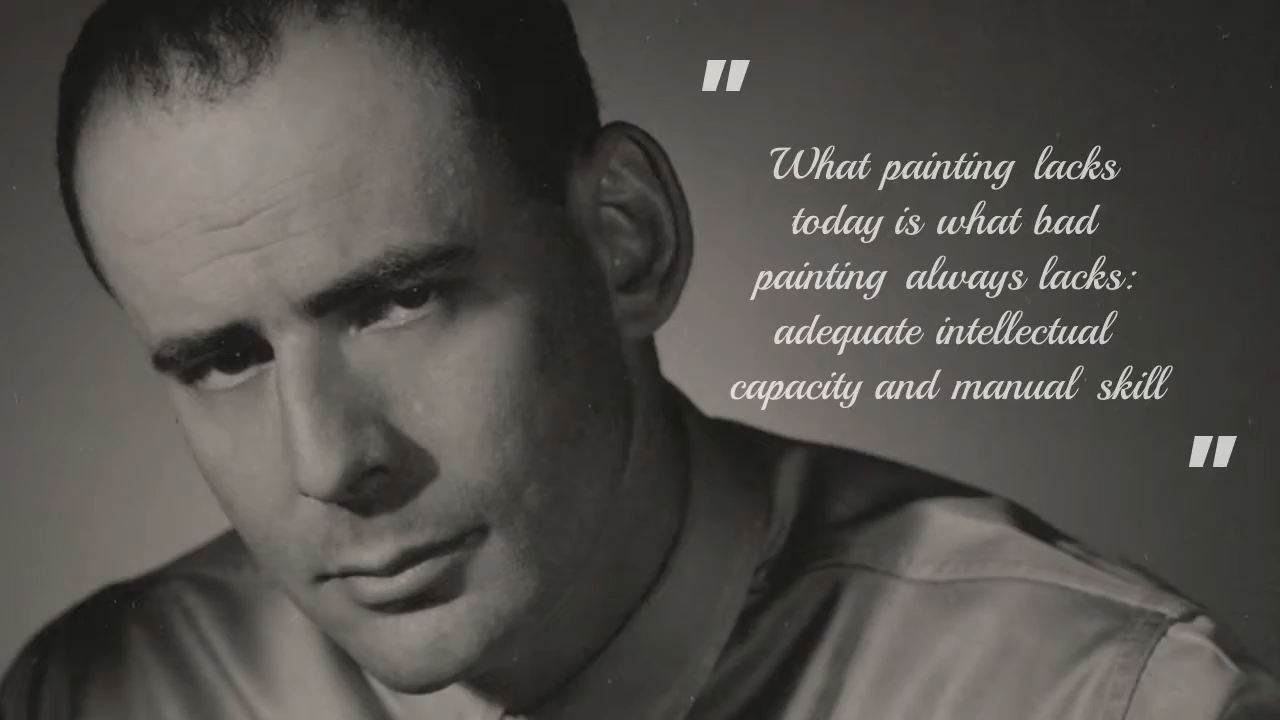 "
What painting lacks
today is what bad
painting always lacks:
adequate intellectual
capacity and manual skill
"